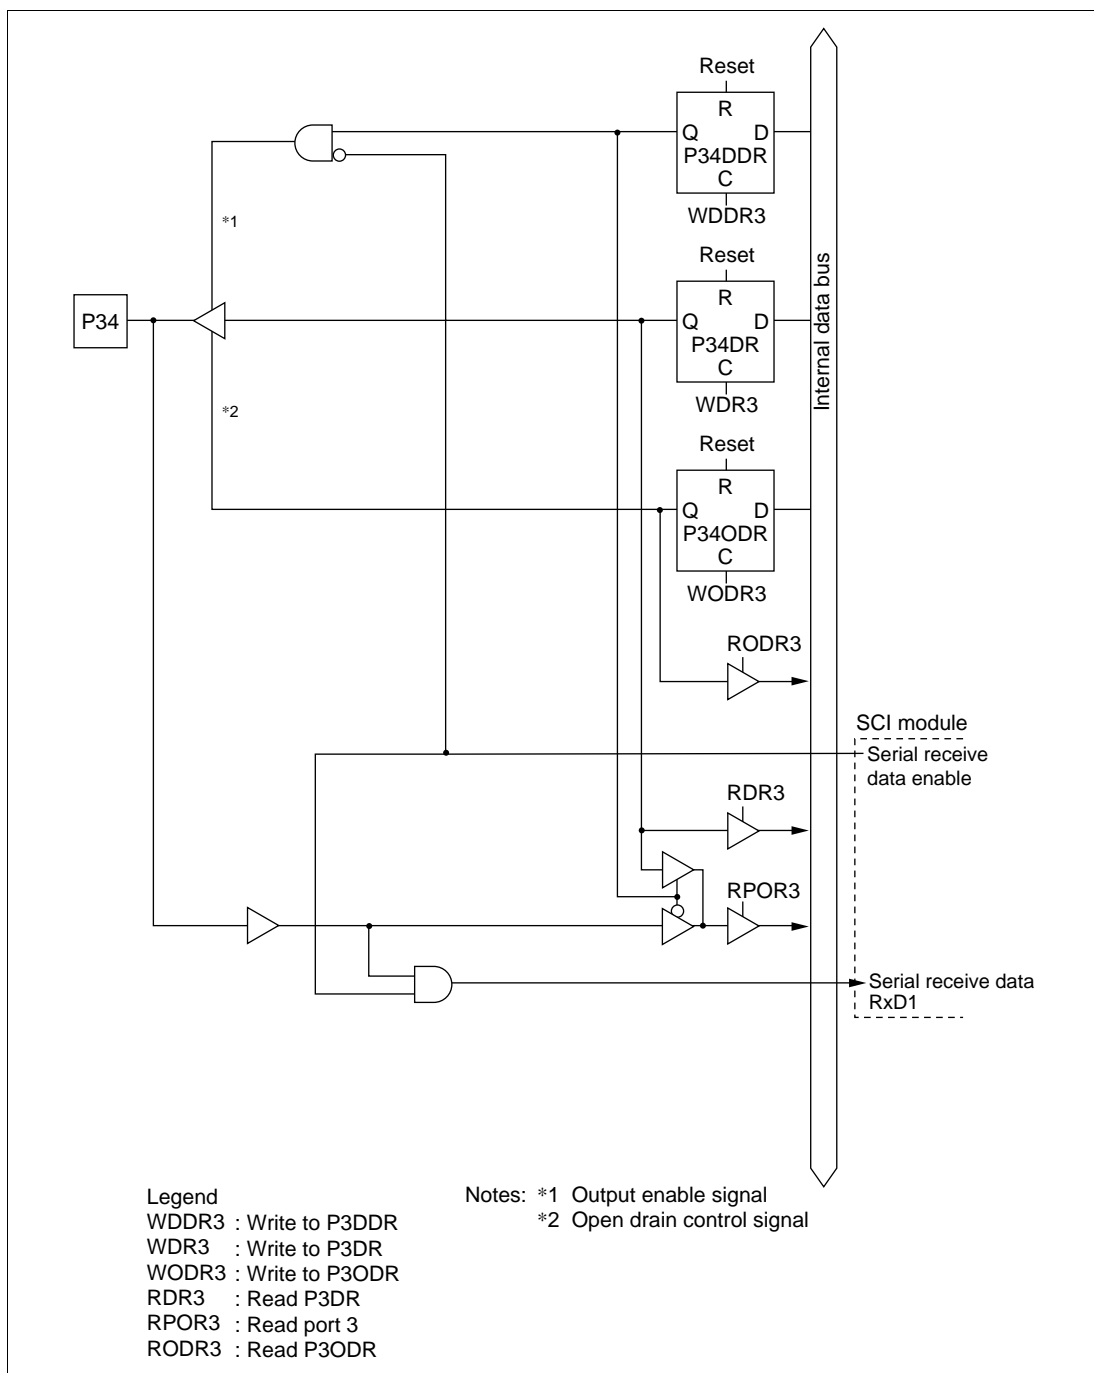 Reset
R
Q D
P34DDR
C
WDDR3
*1
Reset
R
P34
Q D
P34DR
C
WDR3
Internal data bus
*2
Reset
R
Q D
P34ODR
C
WODR3
RODR3
SCI module
Serial receive
data enable
RDR3
RPOR3
Serial receive data
RxD1
Legend
WDDR3 : Write to P3DDR
WDR3 : Write to P3DR
WODR3 : Write to P3ODR
RDR3 : Read P3DR
RPOR3 : Read port 3
RODR3 : Read P3ODR
Notes: *1 Output enable signal
*2 Open drain control signal